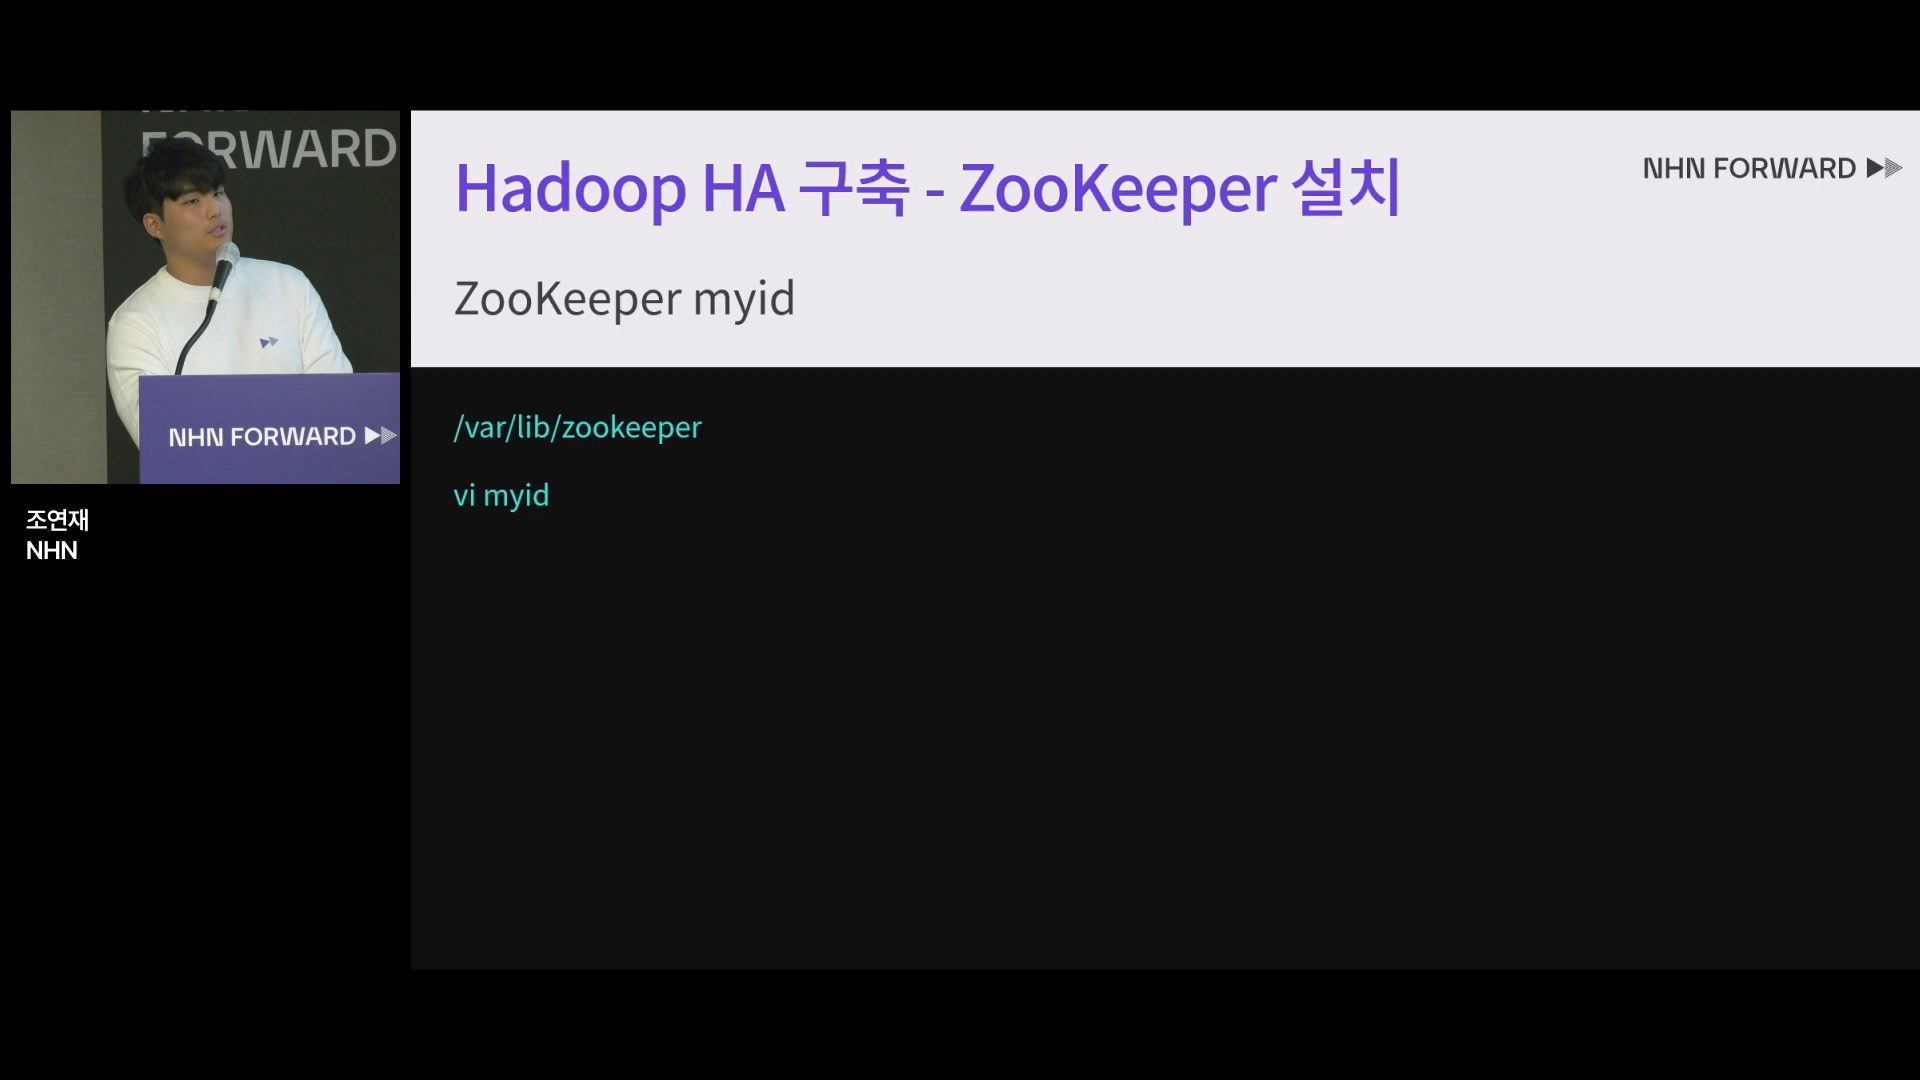 FORWARD
NHN FORWARD
조연재
NHN
Hadoop HA 구축 - ZooKeeper 설치
NHN FORWARD
ZooKeeper myid
/var/lib/zookeeper
vi myid